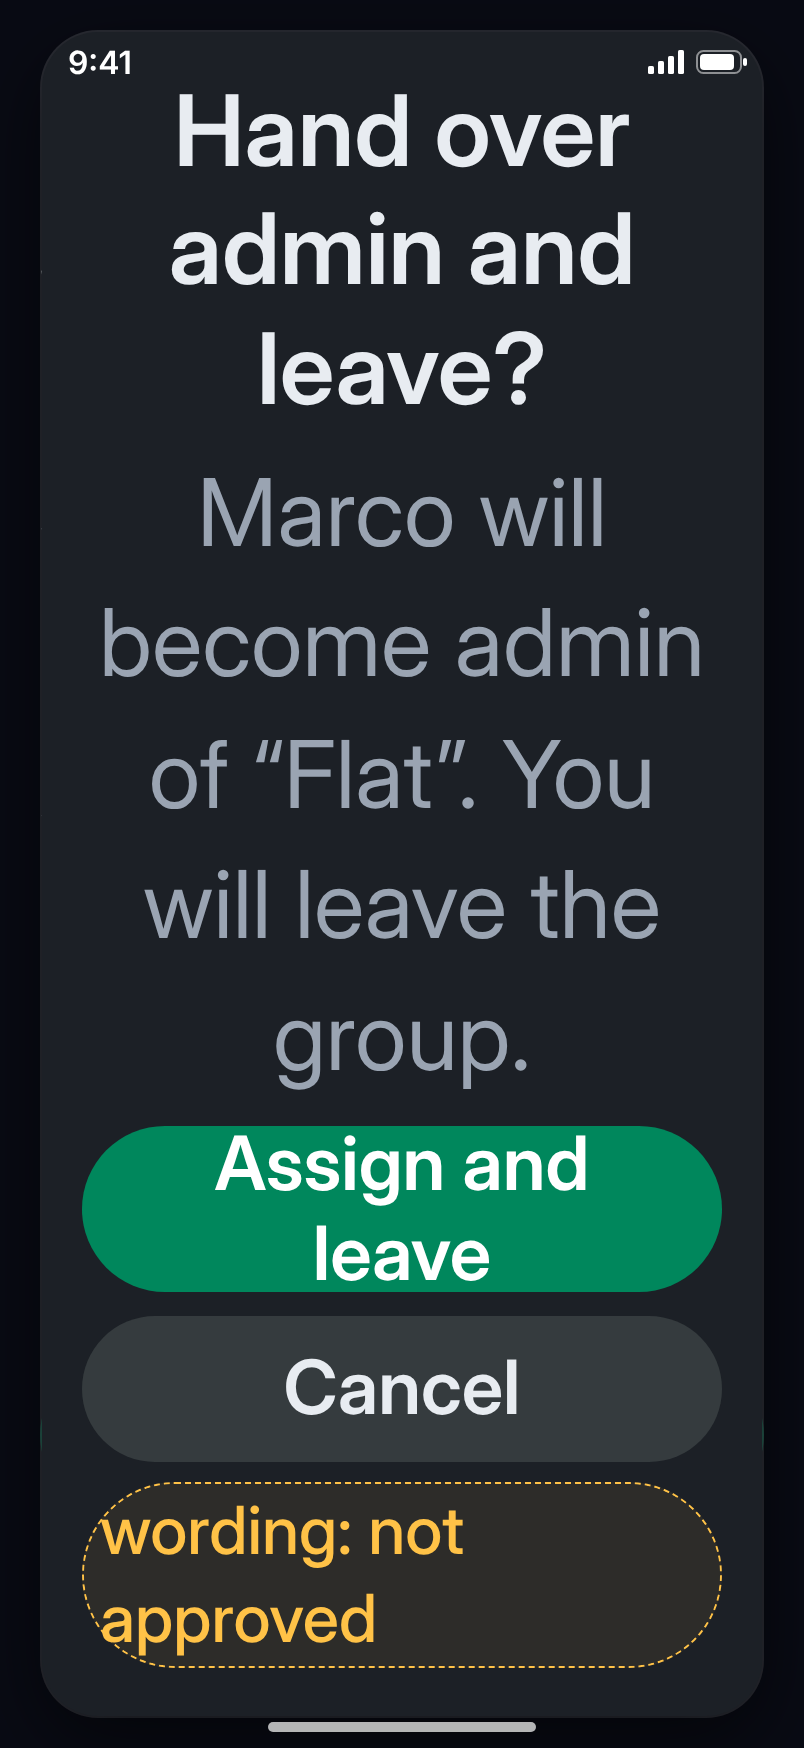 9:41
Hand over
admin and
leave?
Marco will
become admin
of “Flat”. You
will leave the
group.
Assign and
leave
Cancel
wording: not
approved